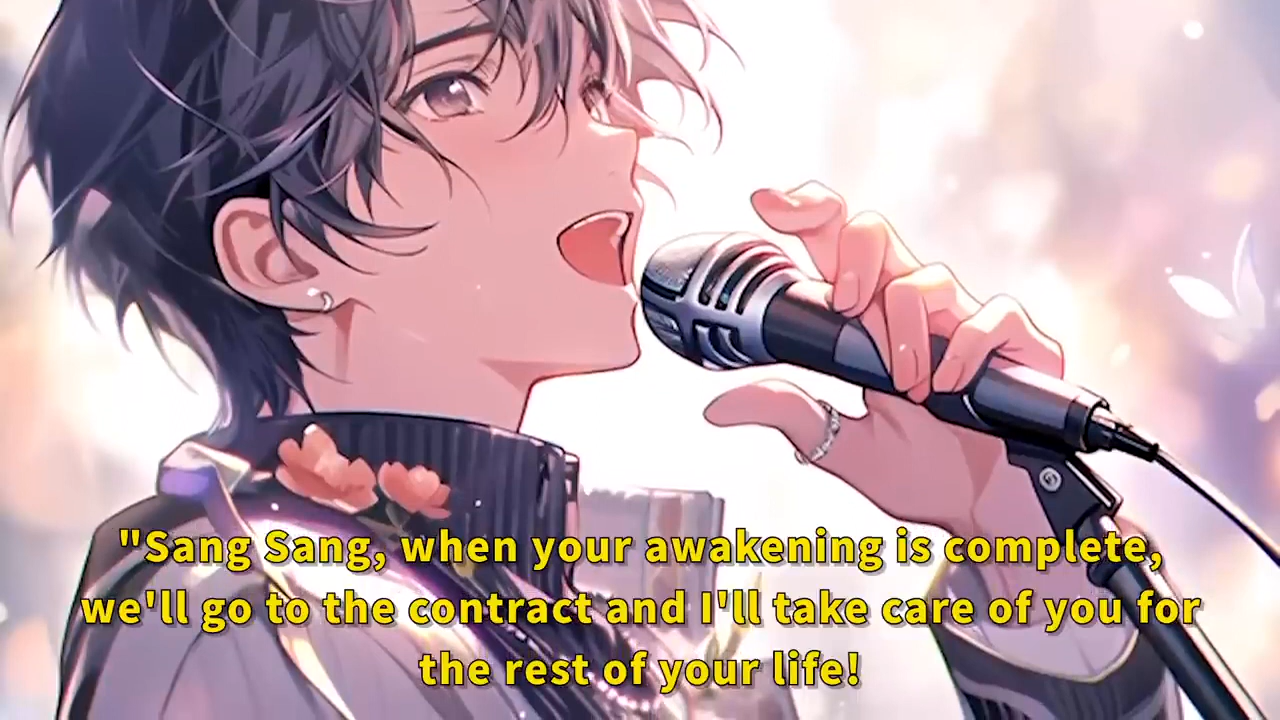 "Sang Sang, when your awakening is complete,
we'll go to the contract and I'll take care of you for
the rest of your life!